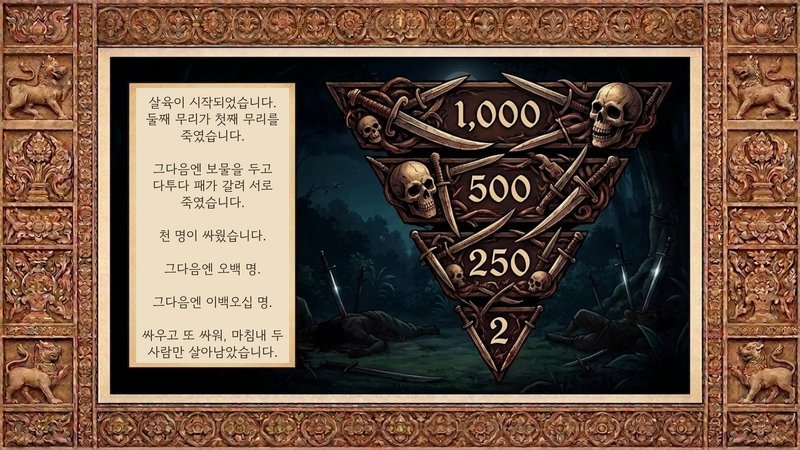 살육이 시작되었습니다.
둘째 무리가 첫째 무리를
죽였습니다.
그다음엔 보물을 두고
다투다 패가 갈려 서로
죽였습니다.
천 명이 싸웠습니다.
그다음엔 오백 명.
그다음엔 이백오십 명.
싸우고 또 싸워, 마침내 두
사람만 살아남았습니다.
1,000
500
250
2